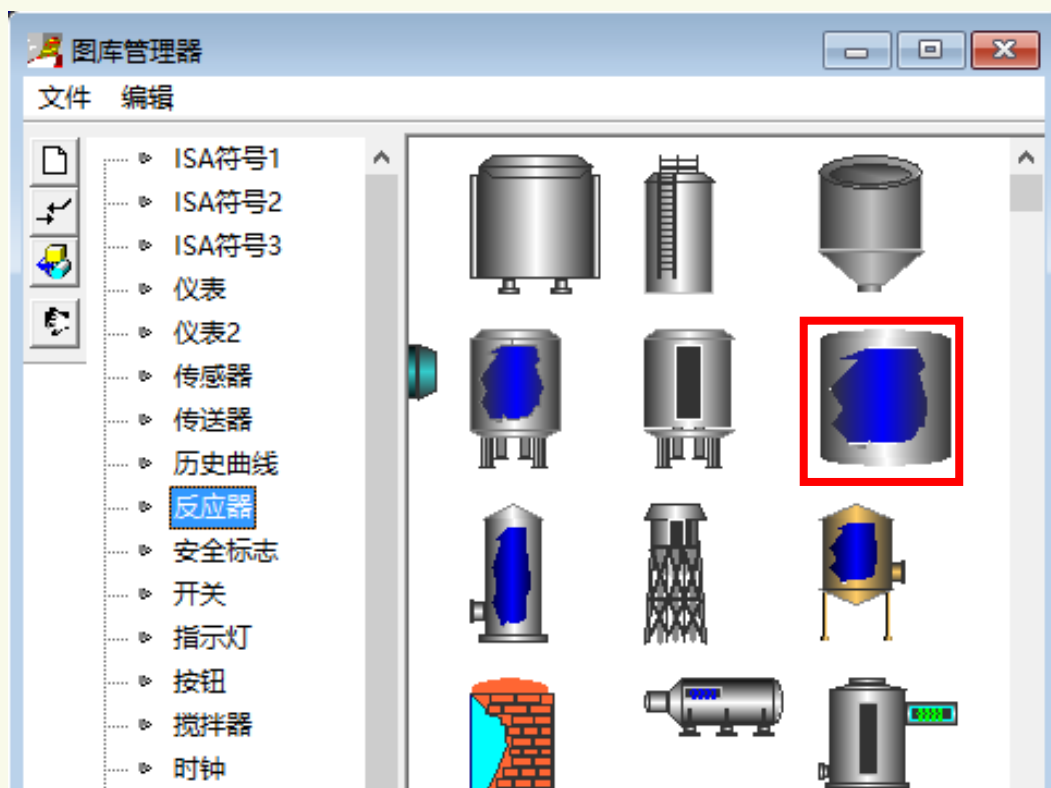 图库管理器
文件 编辑
ISA符号1
ISA符号2
ISA符号3
仪表
仪表2
传感器
传送器
历史曲线
反应器
安全标志
开关
指示灯
按钮
搅拌器
时钟